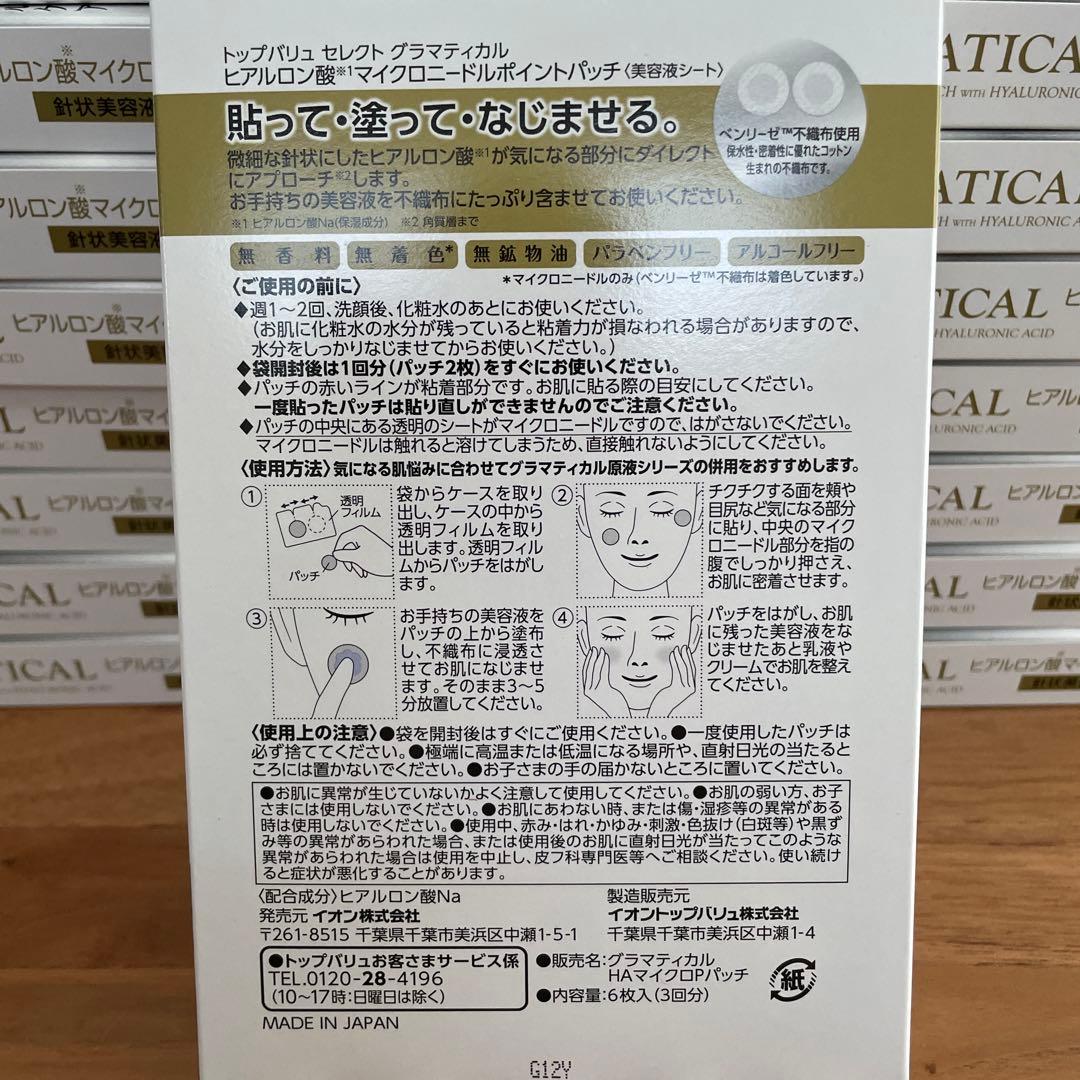 トップバリュ セレクト グラマティカル
ヒアルロン酸※1マイクロニードルポイントパッチ〈美容液シート〉
貼って・塗って・なじませる。
微細な針状にしたヒアルロン酸※1が気になる部分にダイレクト
にアプローチ※2します。
お手持ちの美容液を不織布にたっぷり含ませてお使いください。
※1 ヒアルロン酸Na(保湿成分) ※2 角質層まで
ベンリーゼ™不織布使用
保水性・密着性に優れたコットン
生まれの不織布です。
無香料 無着色* 無鉱物油 パラベンフリー アルコールフリー
*マイクロニードルのみ(ベンリーゼ™不織布は着色しています。)
〈ご使用の前に〉
◆週1～2回、洗顔後、化粧水のあとにお使いください。
(お肌に化粧水の水分が残っていると粘着力が損なわれる場合がありますので、
水分をしっかりなじませてからお使いください。)
◆袋開封後は1回分(パッチ2枚)をすぐにお使いください。
◆パッチの赤いラインが粘着部分です。お肌に貼る際の目安にしてください。
一度貼ったパッチは貼り直しができませんのでご注意ください。
◆パッチの中央にある透明のシートがマイクロニードルですので、はがさないでください。
マイクロニードルは触れると溶けてしまうため、直接触れないようにしてください。
〈使用方法〉気になる肌悩みに合わせてグラマティカル原液シリーズの併用をおすすめします。
①
透明
フィルム
パッチ
袋からケースを取り
出し、ケースの中から
透明フィルムを取り
出します。透明フィル
ムからパッチをはがし
ます。
②
チクチクする面を頬や
目尻など気になる部分
に貼り、中央のマイク
ロニードル部分を指の
腹でしっかり押さえ、
お肌に密着させます。
③
お手持ちの美容液を
パッチの上から塗布
し、不織布に浸透さ
せてお肌になじませ
ます。そのまま3～5
分放置してください。
④
パッチをはがし、お肌
に残った美容液をな
じませたあと乳液や
クリームでお肌を整え
てください。
〈使用上の注意〉●袋を開封後はすぐにご使用ください。●一度使用したパッチは
必ず捨ててください。●極端に高温または低温になる場所や、直射日光の当たると
ころには置かないでください。●お子さまの手の届かないところに置いてください。
●お肌に異常が生じていないかよく注意して使用してください。●お肌の弱い方、お子
さまには使用しないでください。●お肌にあわない時、または傷・湿疹等の異常がある
時は使用しないでください。●使用中、赤み・はれ・かゆみ・刺激・色抜け(白斑等)や黒ず
み等の異常があらわれた場合、または使用後のお肌に直射日光が当たってこのような
異常があらわれた場合は使用を中止し、皮フ科専門医等へご相談ください。使い続け
ると症状が悪化することがあります。
〈配合成分〉ヒアルロン酸Na
発売元 イオン株式会社
〒261-8515 千葉県千葉市美浜区中瀬1-5-1
製造販売元
イオントップバリュ株式会社
千葉県千葉市美浜区中瀬1-4
●トップバリュお客さまサービス係
TEL.0120-28-4196
(10～17時:日曜日は除く)
●販売名:グラマティカル
HAマイクロPパッチ
●内容量:6枚入(3回分)
紙
MADE IN JAPAN
G12Y